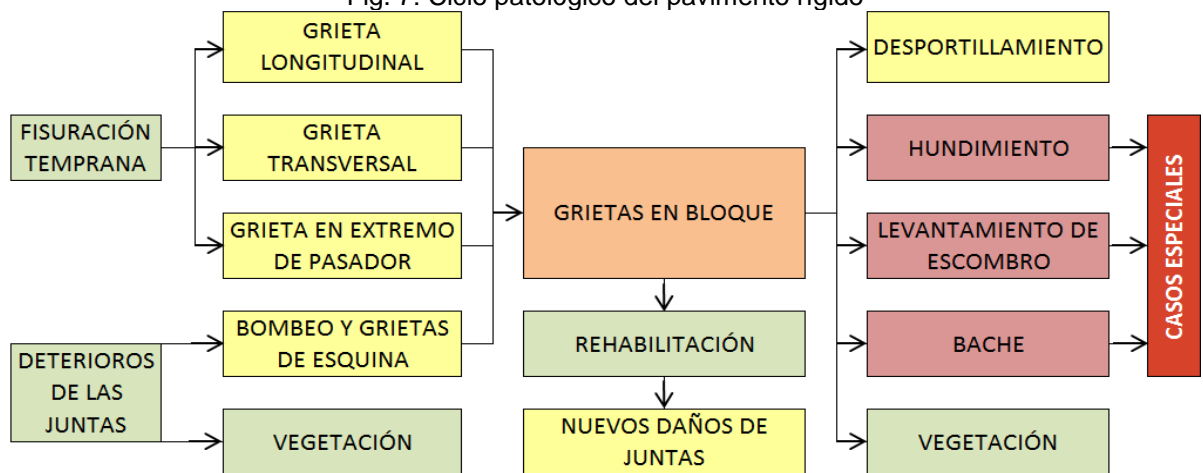 Fig. 7. Ciclo patológico del pavimento rígido
FISURACIÓN
TEMPRANA
DETERIOROS
DE LAS
JUNTAS
GRIETA
LONGITUDINAL
GRIETA
TRANSVERSAL
GRIETA EN EXTREMO
DE PASADOR
BOMBEO Y GRIETAS
DE ESQUINA
VEGETACIÓN
GRIETAS EN BLOQUE
REHABILITACIÓN
NUEVOS DAÑOS DE
JUNTAS
DESPORTILLAMIENTO
HUNDIMIENTO
LEVANTAMIENTO DE
ESCOMBRO
BACHE
VEGETACIÓN
CASOS ESPECIALES